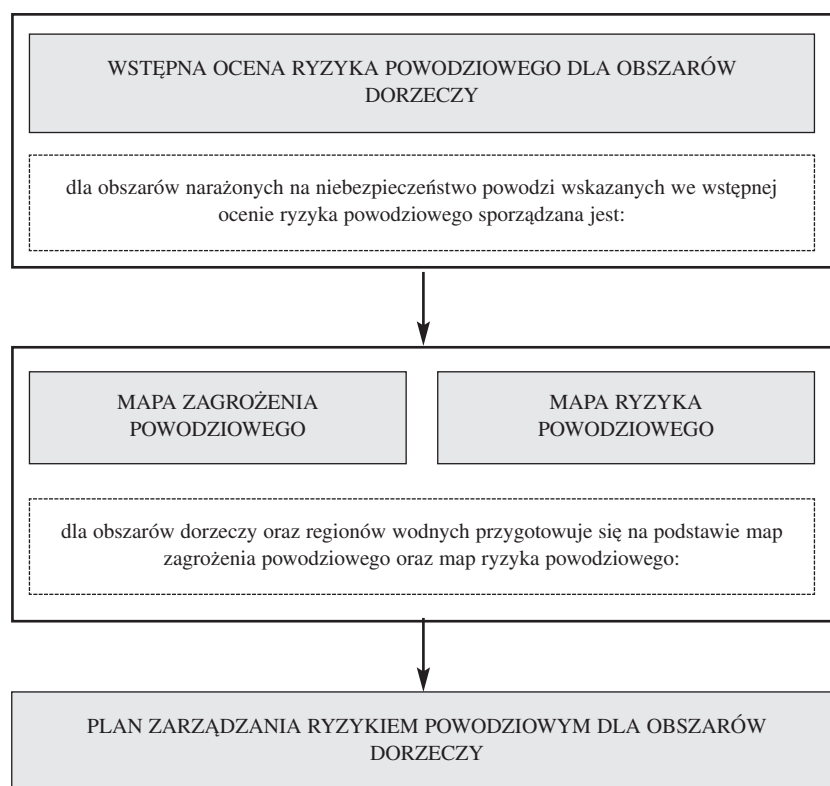 WSTĘPNA OCENA RYZYKA POWODZIOWEGO DLA OBSZARÓW
DORZECZY
dla obszarów narażonych na niebezpieczeństwo powodzi wskazanych we wstępnej
ocenie ryzyka powodziowego sporządzana jest:
MAPA ZAGROŻENIA
POWODZIOWEGO
MAPA RYZYKA
POWODZIOWEGO
dla obszarów dorzeczy oraz regionów wodnych przygotowuje się na podstawie map
zagrożenia powodziowego oraz map ryzyka powodziowego:
PLAN ZARZĄDZANIA RYZYKIEM POWODZIOWYM DLA OBSZARÓW
DORZECZY